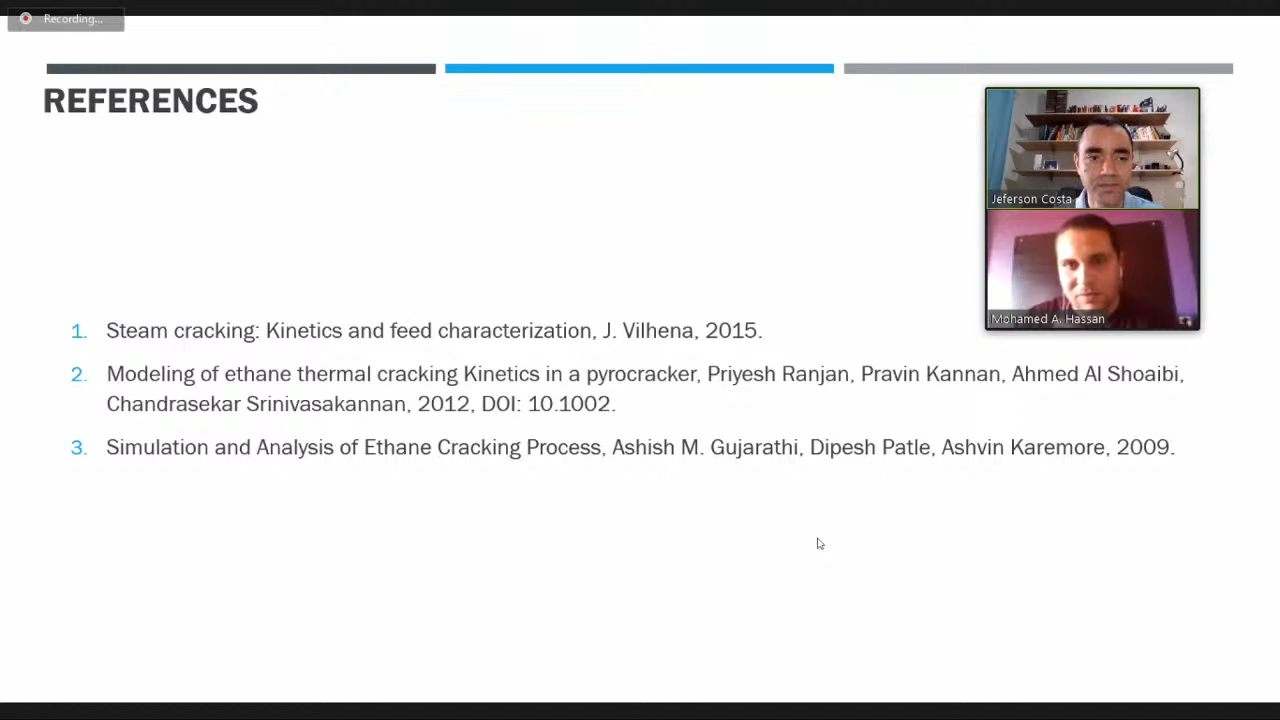 Recording...
REFERENCES
Jeferson Costa
Mohamed A. Hassan
1. Steam cracking: Kinetics and feed characterization, J. Vilhena, 2015.
2. Modeling of ethane thermal cracking Kinetics in a pyrocracker, Priyesh Ranjan, Pravin Kannan, Ahmed Al Shoaibi,
Chandrasekar Srinivasakannan, 2012, DOI: 10.1002.
3. Simulation and Analysis of Ethane Cracking Process, Ashish M. Gujarathi, Dipesh Patle, Ashvin Karemore, 2009.